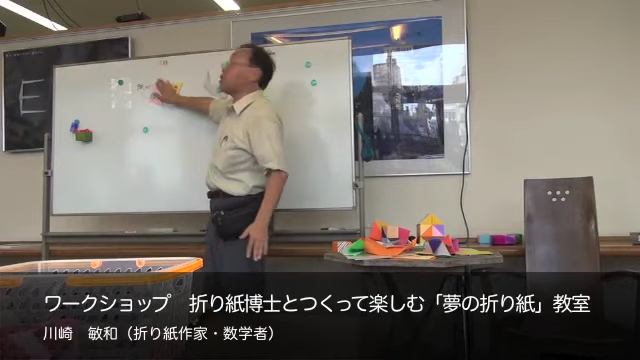 ワークショップ　折り紙博士とつくって楽しむ「夢の折り紙」教室
川崎　敏和（折り紙作家・数学者）